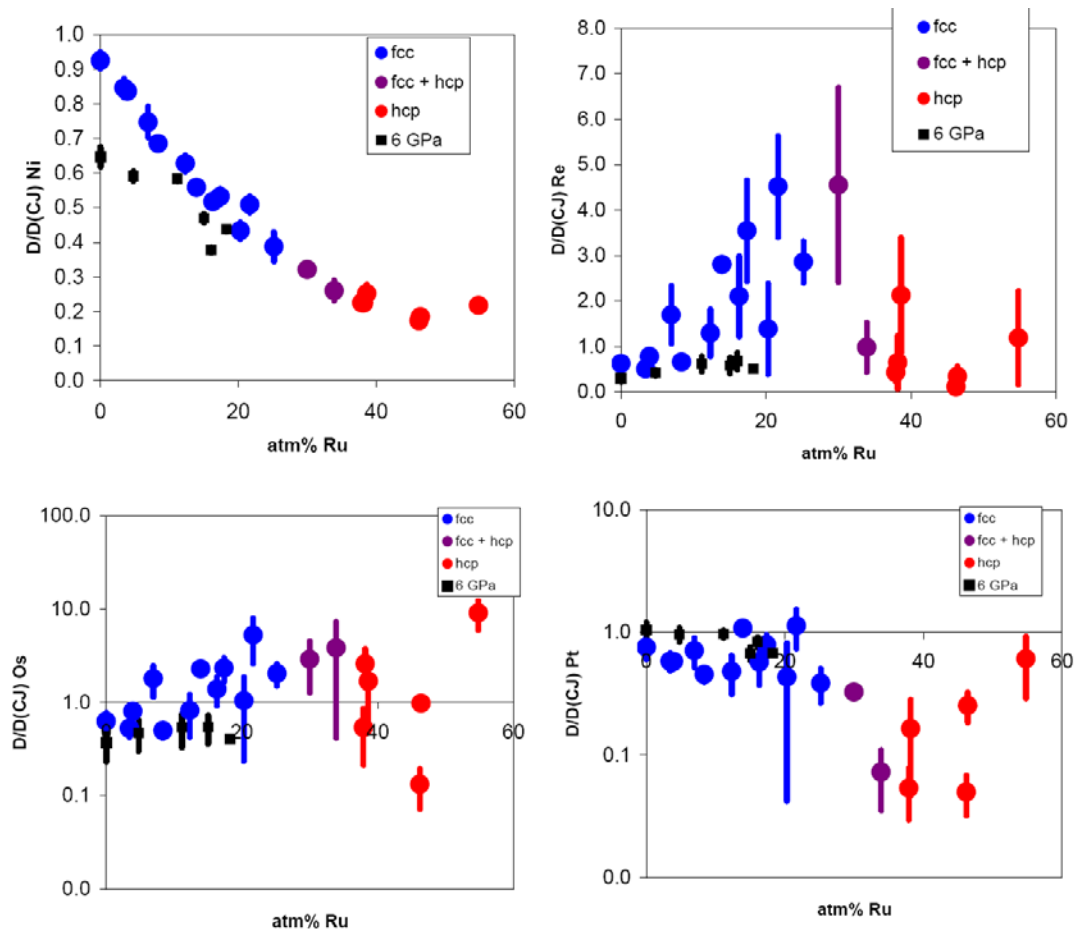 1.0
0.9
0.8
0.7
0.6
0.5
0.4
0.3
0.2
0.1
0.0
D/D(CJ) Ni
0 20 40 60
atm% Ru
fcc
fcc + hcp
hcp
6 GPa
8.0
7.0
6.0
5.0
4.0
3.0
2.0
1.0
0.0
D/D(CJ) Re
0 20 40 60
atm% Ru
fcc
fcc + hcp
hcp
6 GPa
100.0
10.0
1.0
0.1
0.0
D/D(CJ) Os
0 20 40 60
atm% Ru
fcc
fcc + hcp
hcp
6 GPa
10.0
1.0
0.1
0.0
D/D(CJ) Pt
0 20 40 60
atm% Ru
fcc
fcc + hcp
hcp
6 GPa